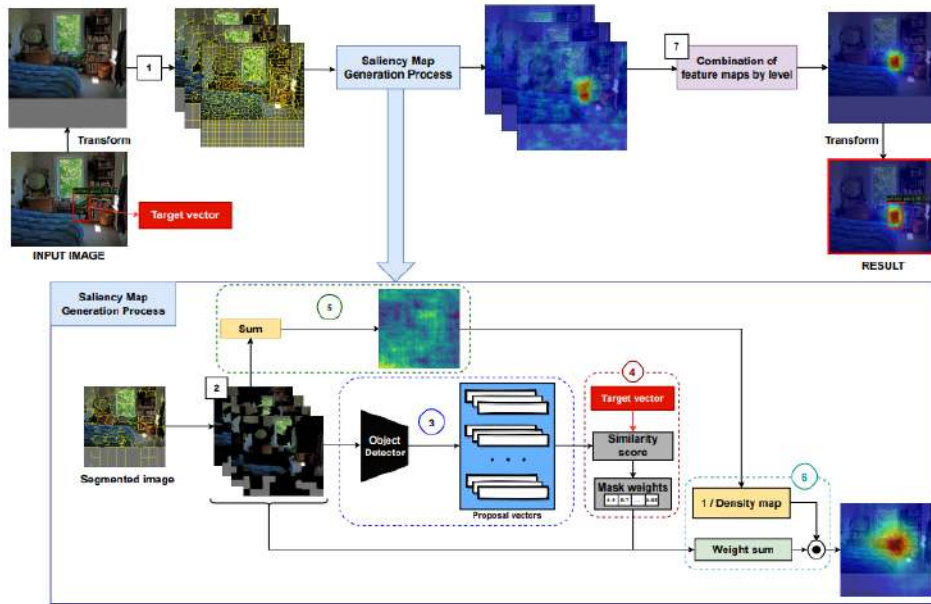 1
Saliency Map
Generation Process
7
Combination of
feature maps by level
Transform
Transform
Target vector
INPUT IMAGE
RESULT
Saliency Map
Generation Process
5
Sum
2
3
4
Target vector
Object
Detector
Similarity
score
Segmented image
Mask weights
Proposal vectors
6
1 / Density map
Weight sum